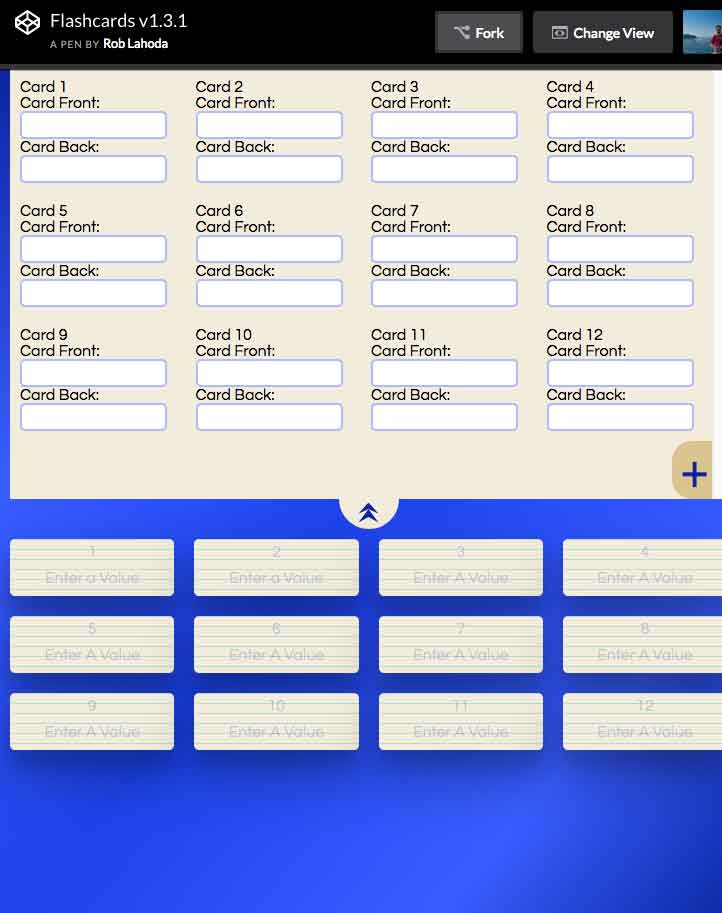 Flashcards v1.3.1
A PEN BY Rob Lahoda
Fork
Change View
Card 1 Card 2 Card 3 Card 4
Card Front: Card Front: Card Front: Card Front:
Card Back: Card Back: Card Back: Card Back:
Card 5 Card 6 Card 7 Card 8
Card Front: Card Front: Card Front: Card Front:
Card Back: Card Back: Card Back: Card Back:
Card 9 Card 10 Card 11 Card 12
Card Front: Card Front: Card Front: Card Front:
Card Back: Card Back: Card Back: Card Back:
+
1 2 3 4
Enter a Value Enter a Value Enter A Value Enter A Value
5 6 7 8
Enter A Value Enter A Value Enter A Value Enter A Value
9 10 11 12
Enter A Value Enter A Value Enter A Value Enter A Value